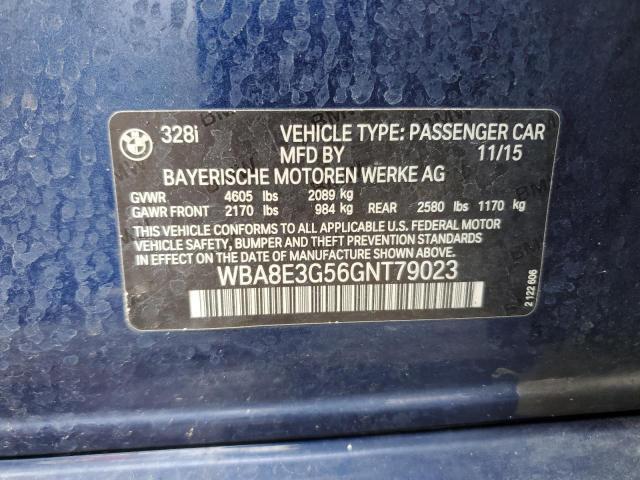 328i VEHICLE TYPE: PASSENGER CAR
MFD BY 11/15
BAYERISCHE MOTOREN WERKE AG
GVWR 4605 lbs 2089 kg
GAWR FRONT 2170 lbs 984 kg REAR 2580 lbs 1170 kg
THIS VEHICLE CONFORMS TO ALL APPLICABLE U.S. FEDERAL MOTOR
VEHICLE SAFETY, BUMPER AND THEFT PREVENTION STANDARDS IN
EFFECT ON THE DATE OF MANUFACTURE SHOWN ABOVE.
WBA8E3G56GNT79023
2 122 606